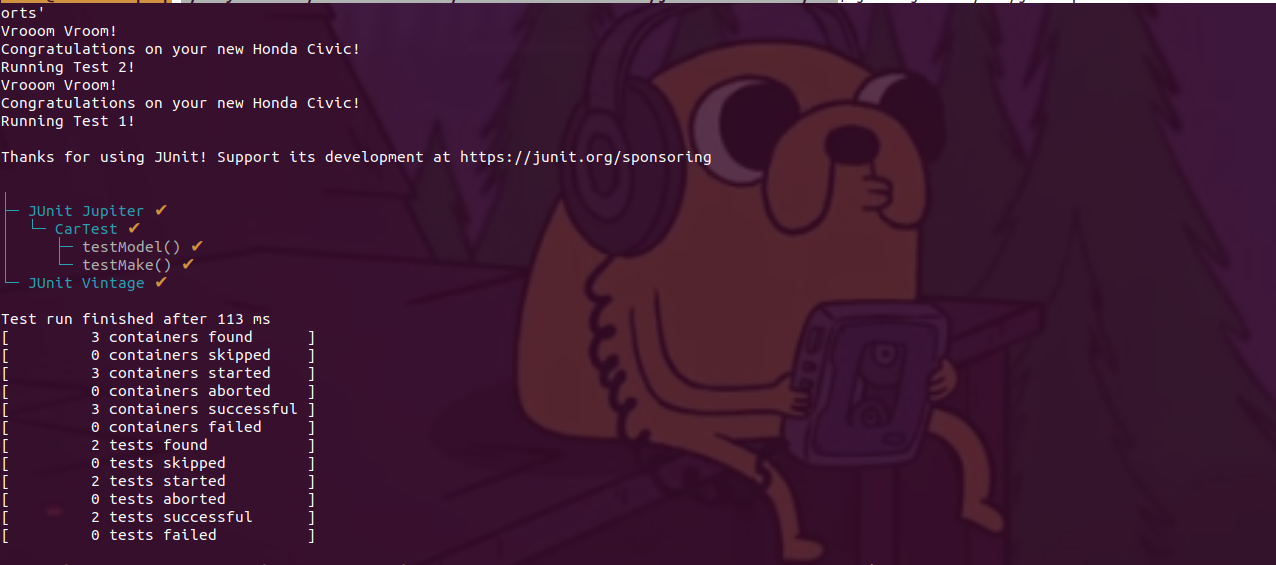 orts'
Vrooom Vroom!
Congratulations on your new Honda Civic!
Running Test 2!
Vrooom Vroom!
Congratulations on your new Honda Civic!
Running Test 1!
Thanks for using JUnit! Support its development at https://junit.org/sponsoring
├─ JUnit Jupiter ✔
│  └─ CarTest ✔
│     ├─ testModel() ✔
│     └─ testMake() ✔
└─ JUnit Vintage ✔
Test run finished after 113 ms
[         3 containers found      ]
[         0 containers skipped    ]
[         3 containers started    ]
[         0 containers aborted    ]
[         3 containers successful ]
[         0 containers failed     ]
[         2 tests found           ]
[         0 tests skipped         ]
[         2 tests started         ]
[         0 tests aborted         ]
[         2 tests successful      ]
[         0 tests failed          ]